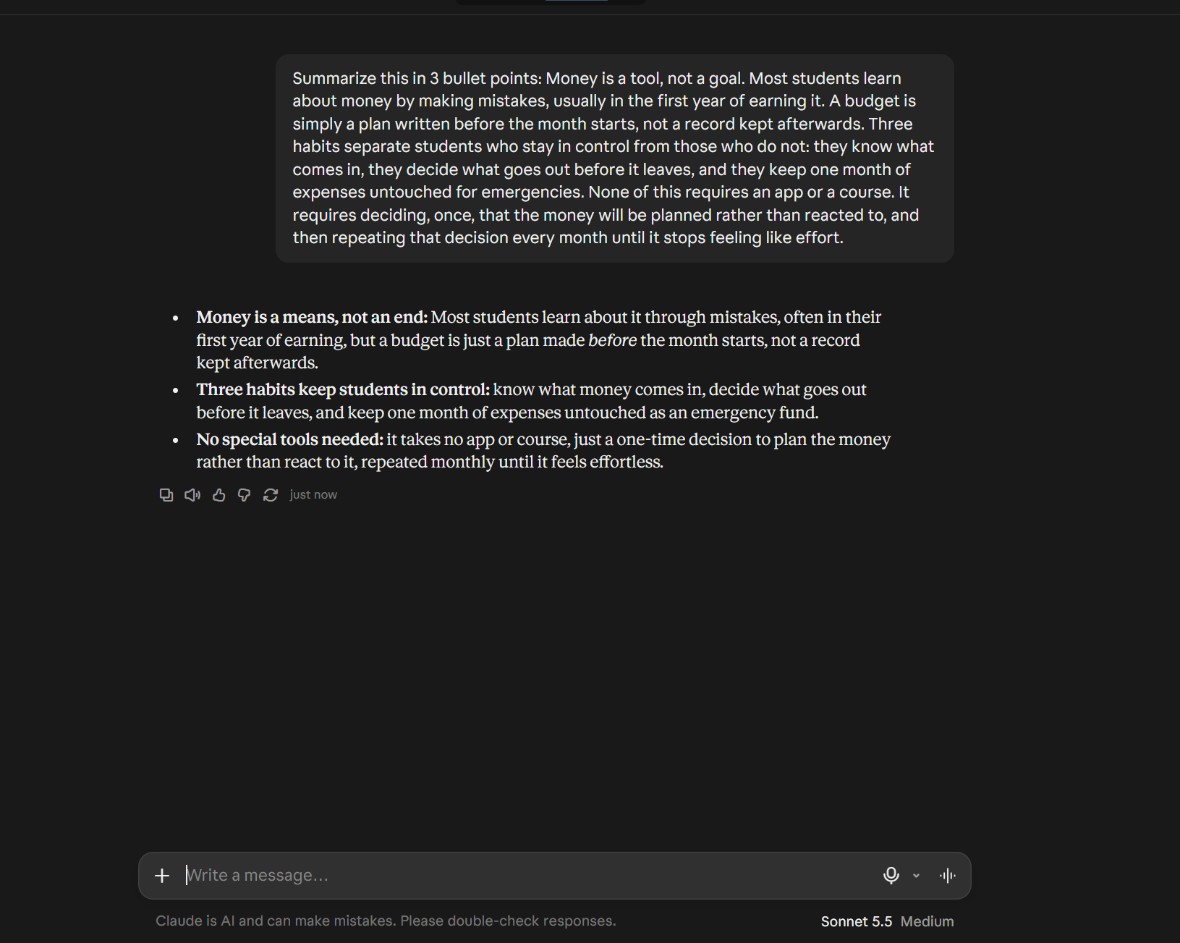 Summarize this in 3 bullet points: Money is a tool, not a goal. Most students learn
about money by making mistakes, usually in the first year of earning it. A budget is
simply a plan written before the month starts, not a record kept afterwards. Three
habits separate students who stay in control from those who do not: they know what
comes in, they decide what goes out before it leaves, and they keep one month of
expenses untouched for emergencies. None of this requires an app or a course. It
requires deciding, once, that the money will be planned rather than reacted to, and
then repeating that decision every month until it stops feeling like effort.
• Money is a means, not an end: Most students learn about it through mistakes, often in their
first year of earning, but a budget is just a plan made before the month starts, not a record
kept afterwards.
• Three habits keep students in control: know what money comes in, decide what goes out
before it leaves, and keep one month of expenses untouched as an emergency fund.
• No special tools needed: it takes no app or course, just a one-time decision to plan the money
rather than react to it, repeated monthly until it feels effortless.
just now
Write a message…
Claude is AI and can make mistakes. Please double-check responses.
Sonnet 5.5 Medium